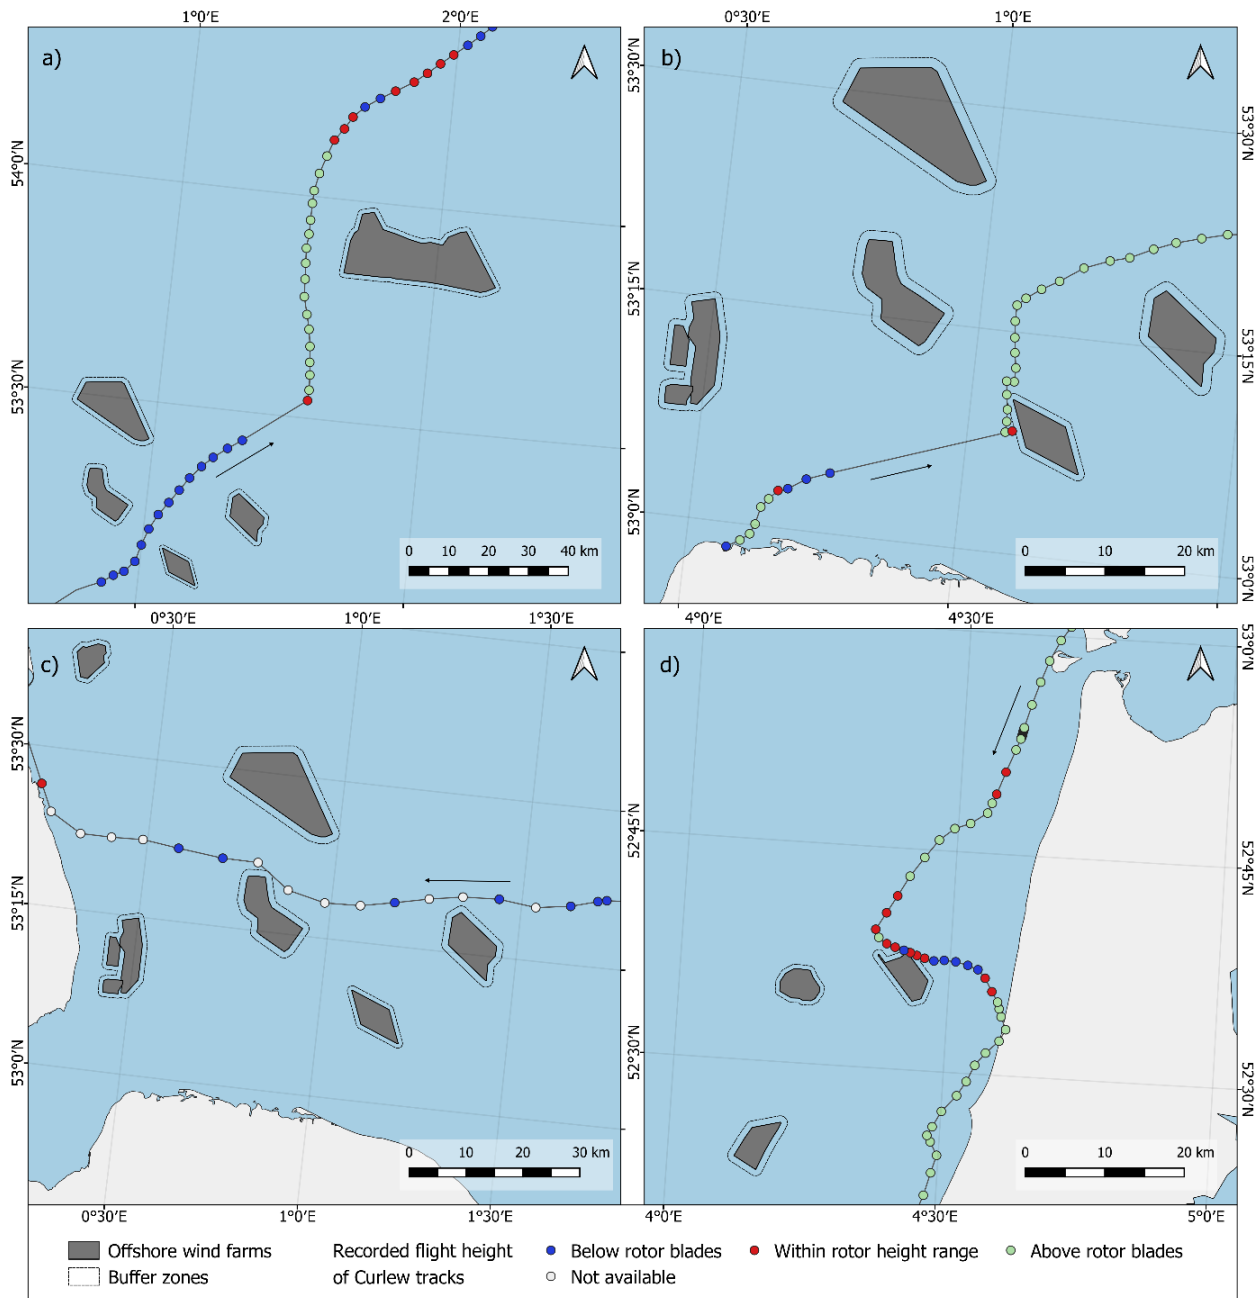 1°0'E 2°0'E 0°30'E 1°0'E
a)
54°0'N
53°30'N
0 10 20 30 40 km
b)
53°30'N
53°15'N
53°0'N
53°30'N
53°15'N
53°0'N
0 10 20 km
0°30'E 1°0'E 1°30'E 4°0'E 4°30'E
c)
53°30'N
53°15'N
53°0'N
0 10 20 30 km
d)
52°45'N
52°30'N
53°0'N
52°45'N
52°30'N
0 10 20 km
0°30'E 1°0'E 1°30'E 4°0'E 4°30'E 5°0'E
Offshore wind farms Recorded flight height Below rotor blades Within rotor height range Above rotor blades
Buffer zones of Curlew tracks Not available